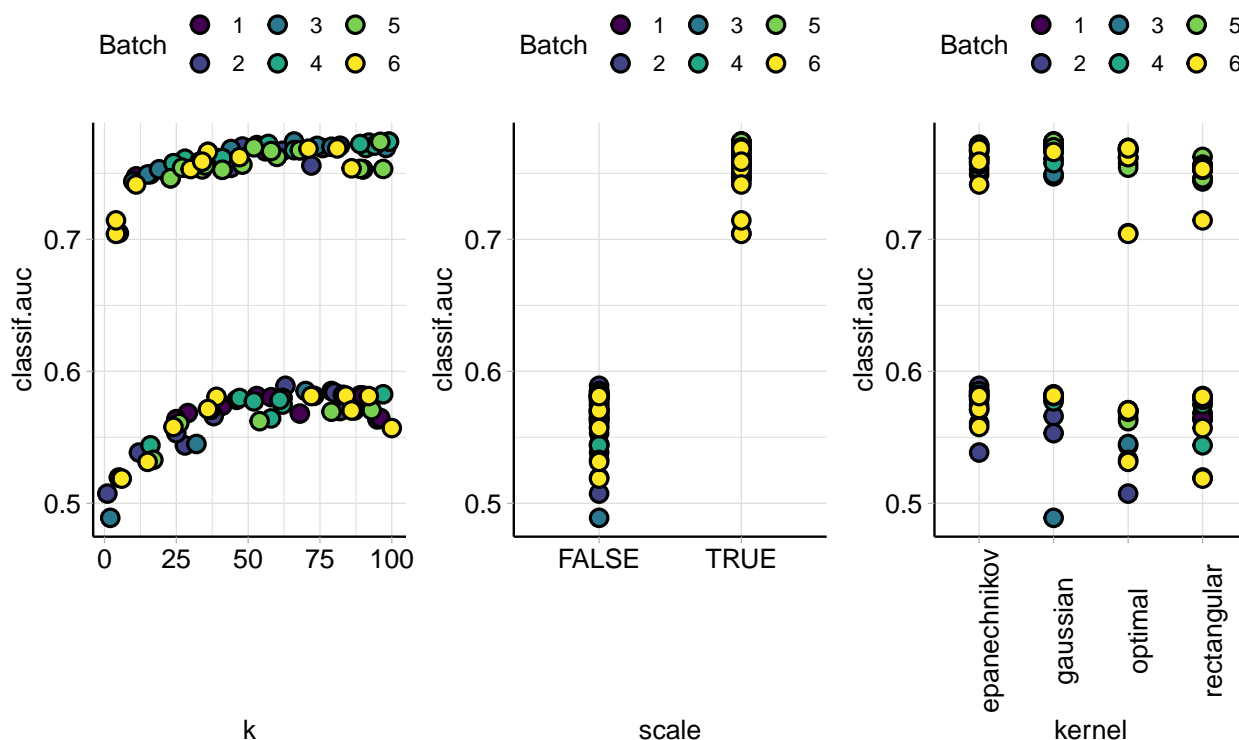 Batch 1 3 5
2 4 6
classif.auc
0.7
0.6
0.5
0 25 50 75 100
k
Batch 1 3 5
2 4 6
classif.auc
0.7
0.6
0.5
FALSE TRUE
scale
Batch 1 3 5
2 4 6
classif.auc
0.7
0.6
0.5
epanechnikov
gaussian
optimal
rectangular
kernel